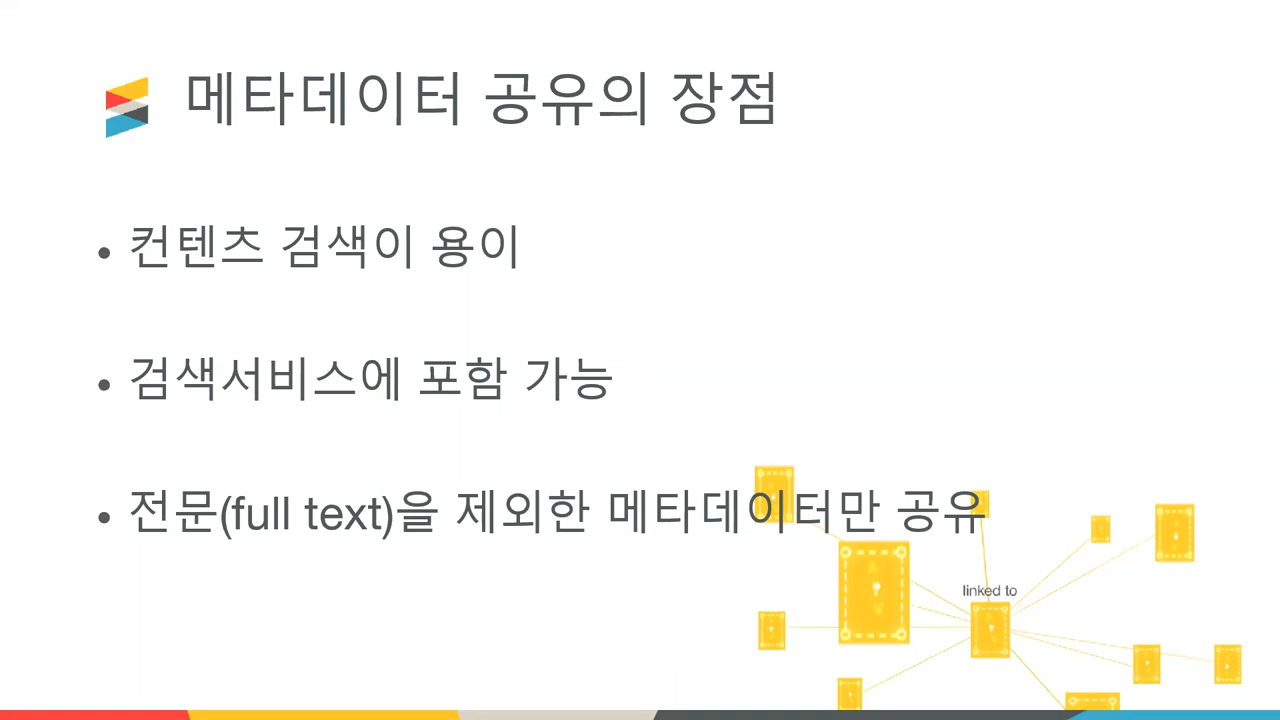 메타데이터 공유의 장점
• 컨텐츠 검색이 용이
• 검색서비스에 포함 가능
• 전문(full text)을 제외한 메타데이터만 공유
linked to